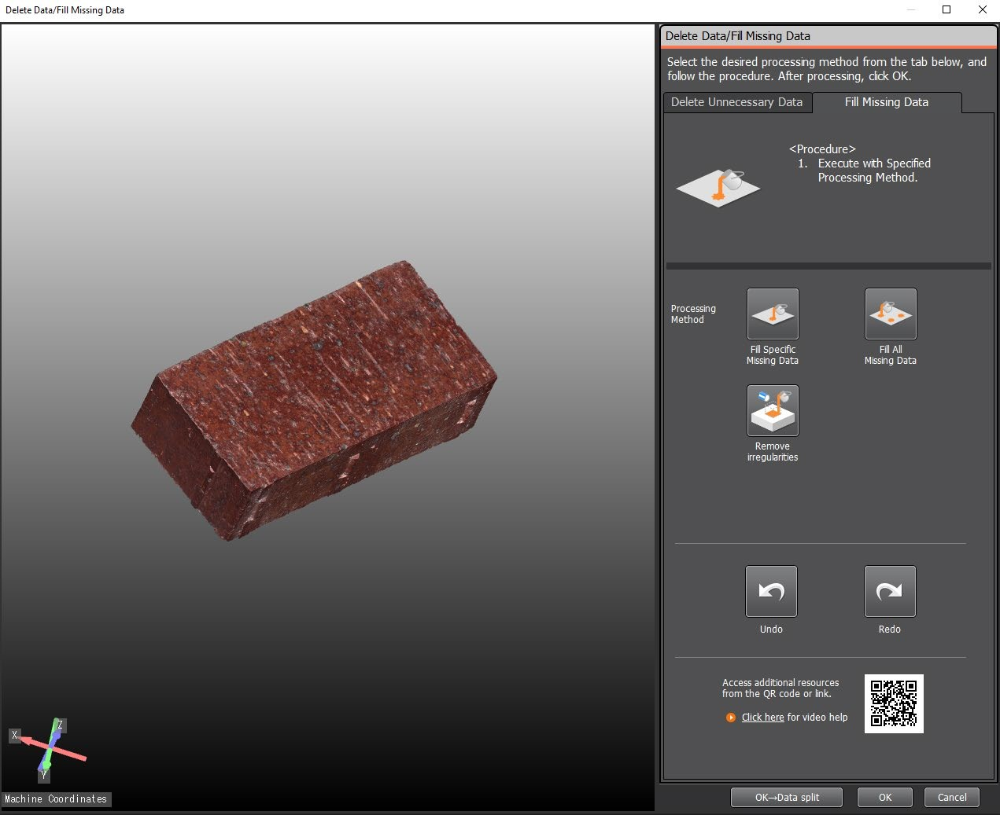 Delete Data/Fill Missing Data
Delete Data/Fill Missing Data
Select the desired processing method from the tab below, and
follow the procedure. After processing, click OK.
Delete Unnecessary Data
Fill Missing Data
<Procedure>
1. Execute with Specified
Processing Method.
Processing
Method
Fill Specific
Missing Data
Fill All
Missing Data
Remove
irregularities
Undo
Redo
Access additional resources
from the QR code or link.
Click here for video help
X
Z
Y
Machine Coordinates
OK→Data split
OK
Cancel